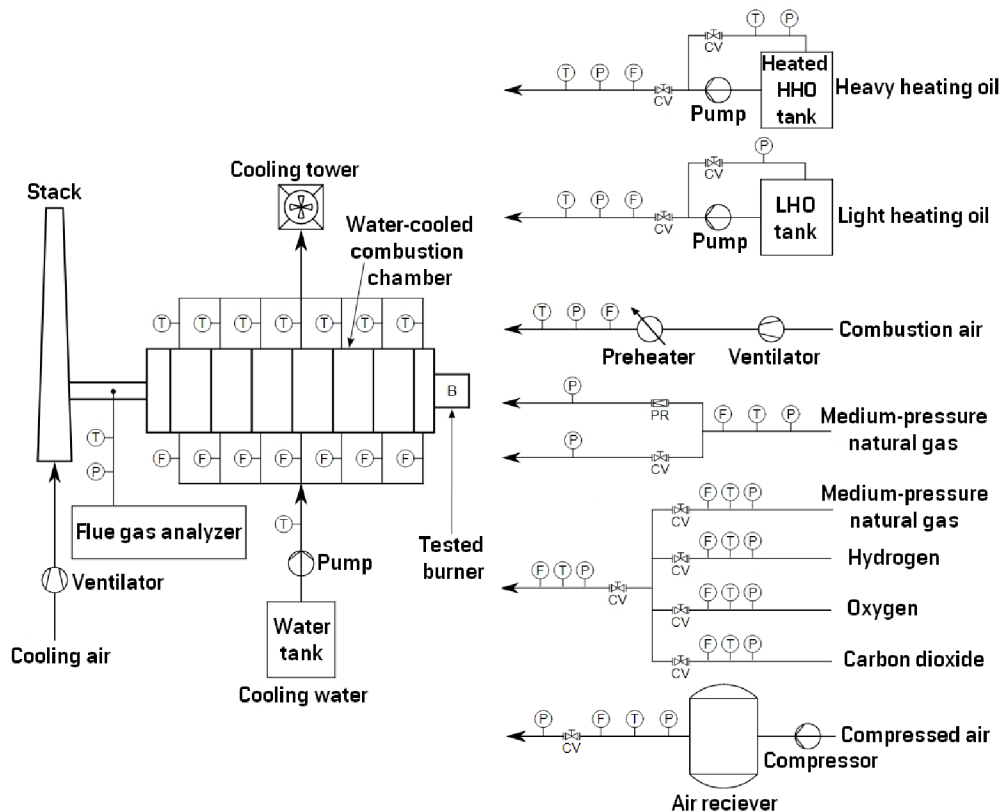 T P
CV
Heated
HHO
tank
Heavy heating oil
T P F
CV
Pump
P
CV
LHO
tank
Light heating oil
T P F
CV
Pump
T P F
Combustion air
Preheater
Ventilator
P
PR
F T P
Medium-pressure
natural gas
P
CV
Medium-pressure
natural gas
F T P
CV
Hydrogen
F T P
CV
F T P
CV
Oxygen
F T P
CV
Carbon dioxide
F T P
CV
Compressed air
P
CV
F T P
Compressor
Air reciever
Stack
Cooling tower
Water-cooled
combustion
chamber
T T T T T T T
B
F F F F F F F
T
P
Flue gas analyzer
T
Pump
Tested
burner
Ventilator
Water
tank
Cooling air
Cooling water